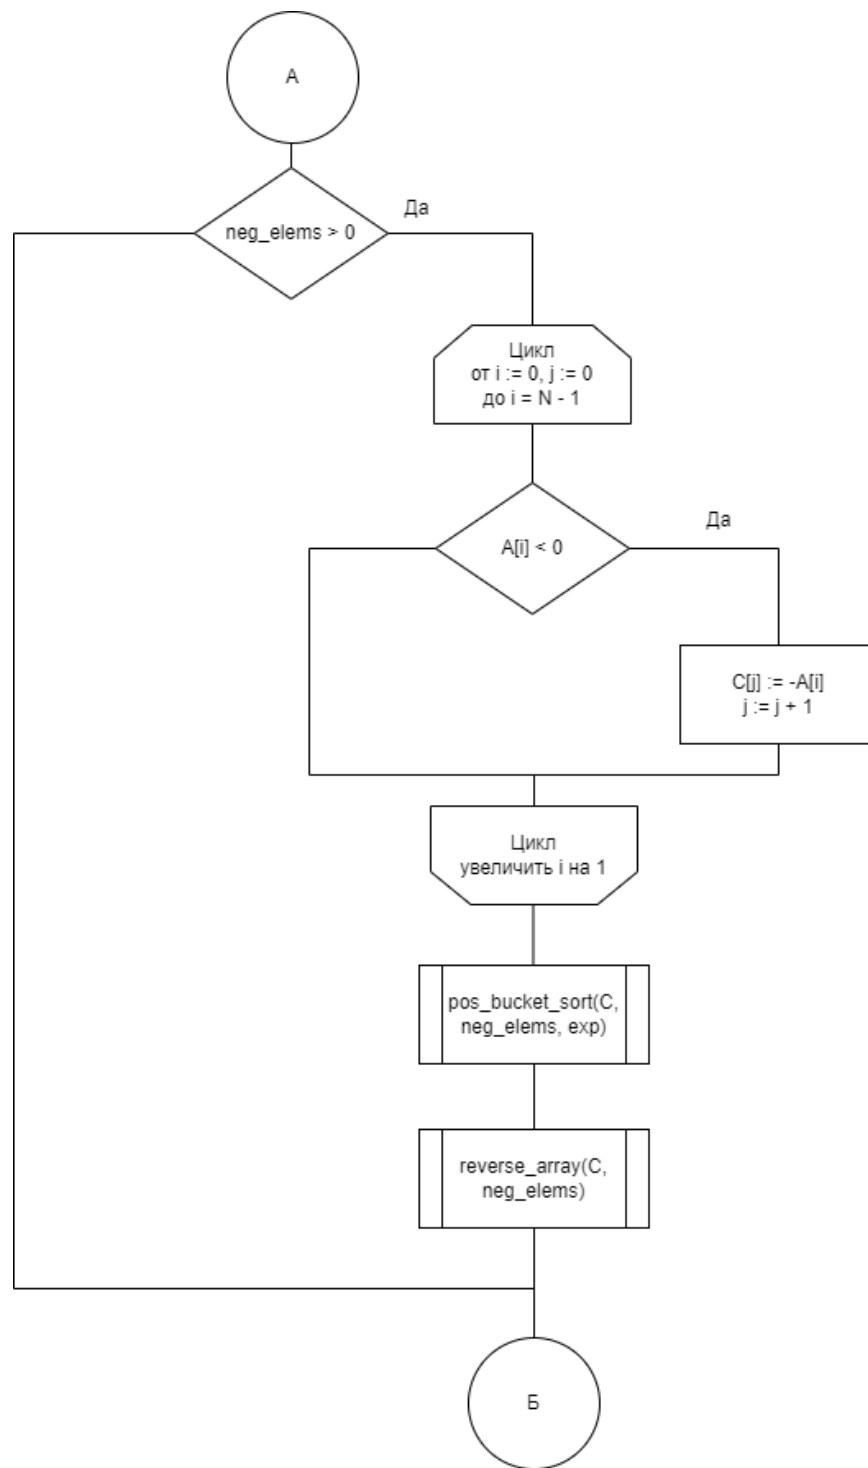 А
Да
neg_elems > 0
Цикл
от i := 0, j := 0
до i = N - 1
Да
A[i] < 0
C[j] := -A[i]
j := j + 1
Цикл
увеличить i на 1
pos_bucket_sort(C,
neg_elems, exp)
reverse_array(C,
neg_elems)
Б